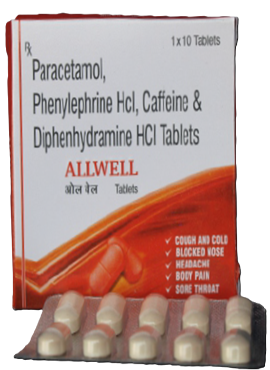 Rx
1x10 Tablets
Paracetamol,
Phenylephrine Hcl, Caffeine &
Diphenhydramine HCl Tablets
ALLWELL
ओल वेल Tablets
COUGH AND COLD
BLOCKED NOSE
HEADACHE
BODY PAIN
SORE THROAT